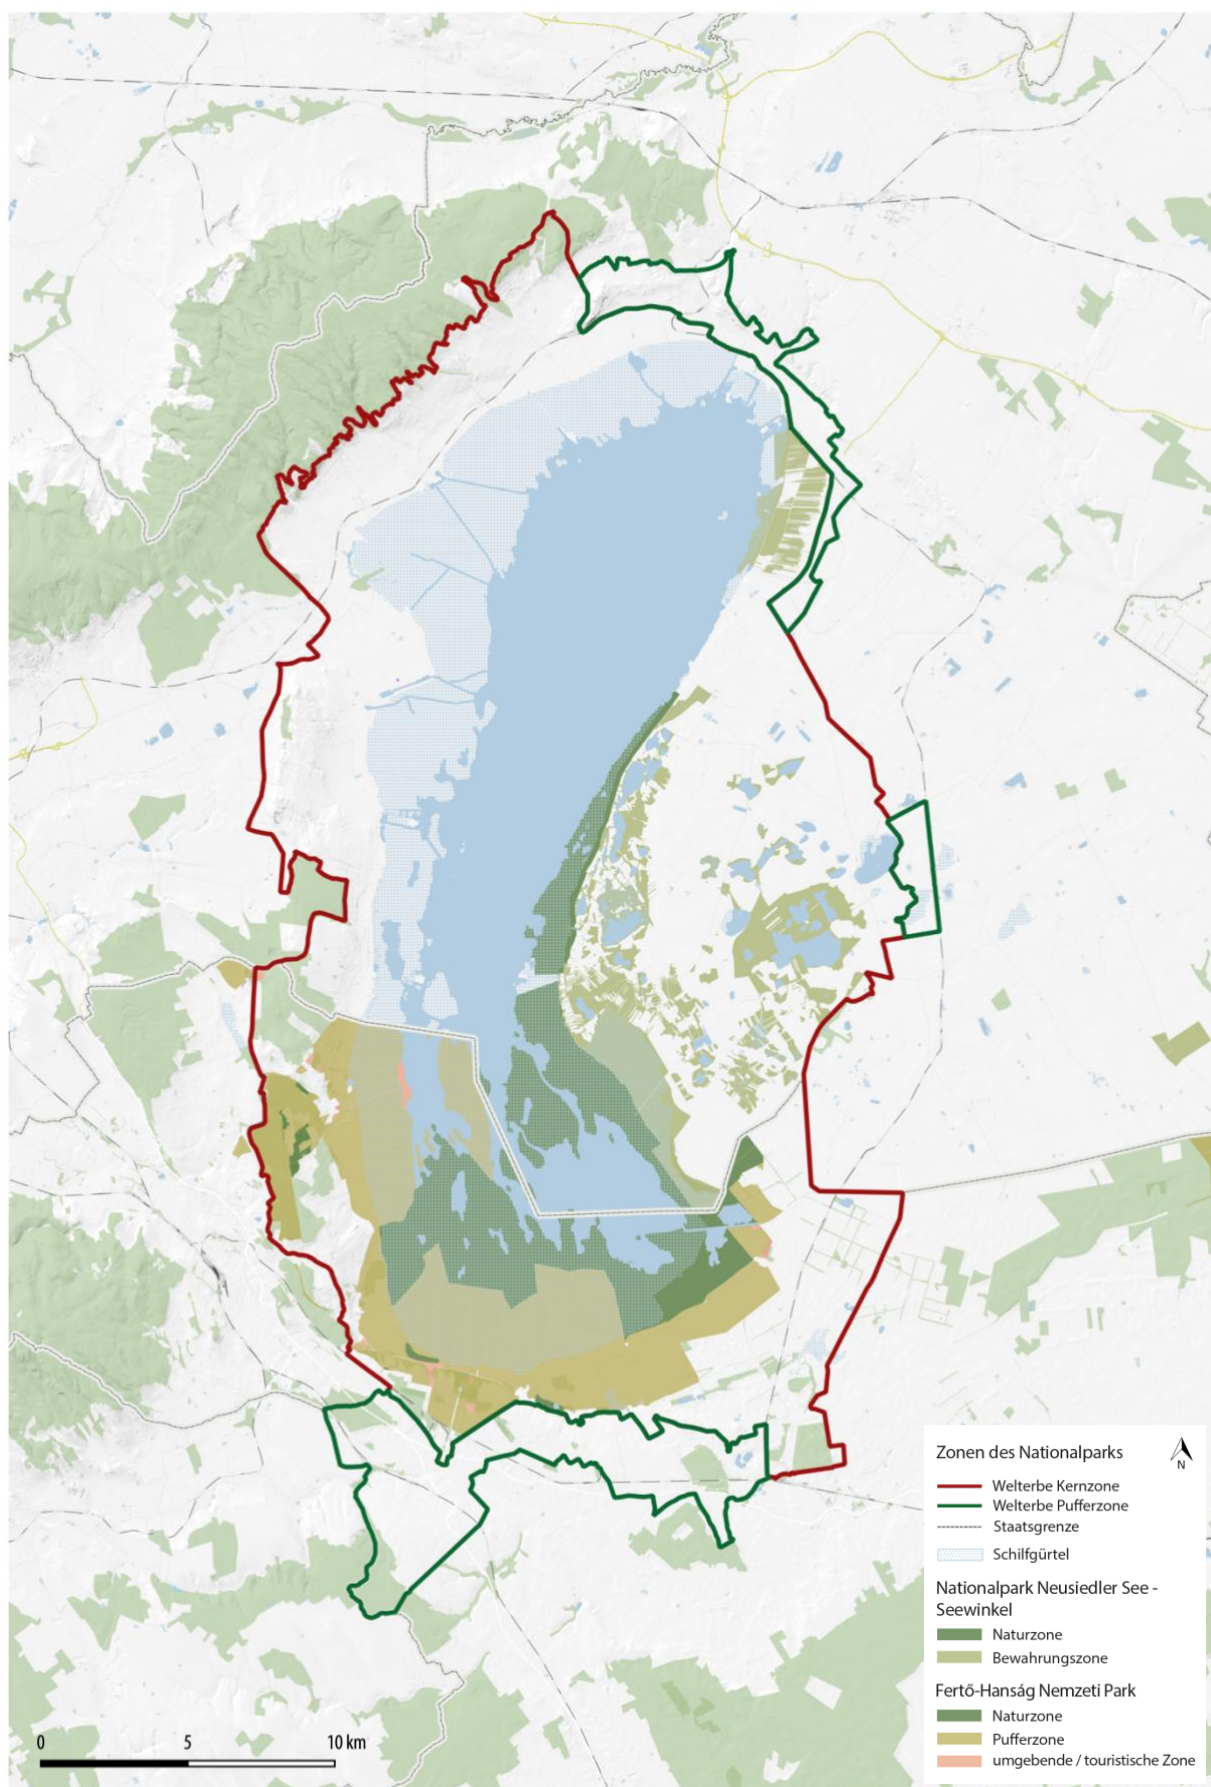 Zonen des Nationalparks
N
Welterbe Kernzone
Welterbe Pufferzone
Staatsgrenze
Schilfgürtel
Nationalpark Neusiedler See -
Seewinkel
Naturzone
Bewahrungszone
Fertő-Hanság Nemzeti Park
Naturzone
Pufferzone
umgebende / touristische Zone
0 5 10 km